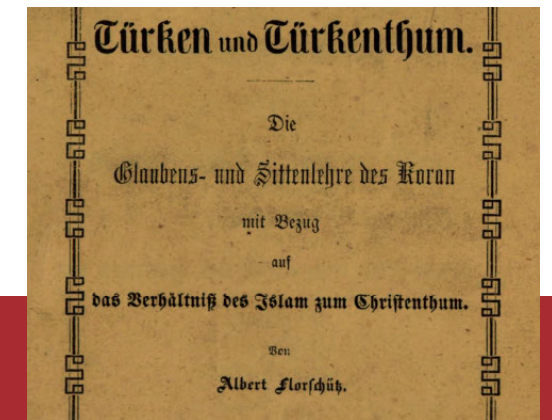 Türken und Türkenthum.
Die
Glaubens- und Sittenlehre des Koran
mit Bezug
auf
das Verhältniß des Islam zum Christenthum.
Von
Albert Florschütz.